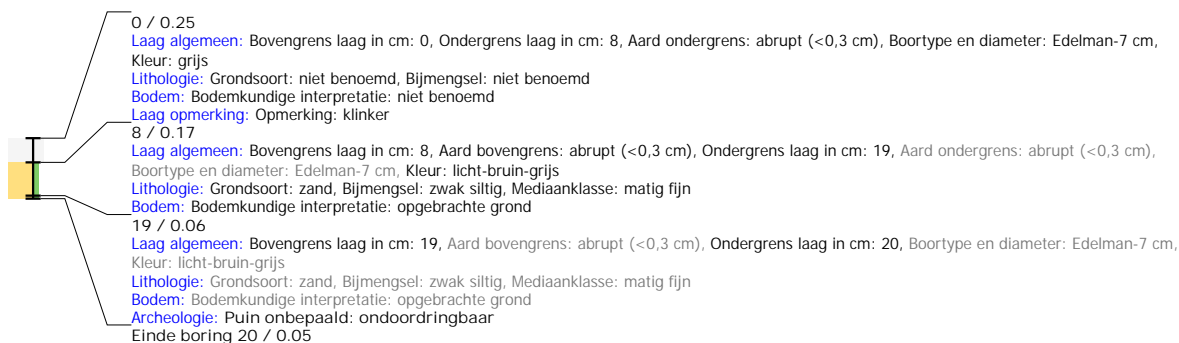 0 / 0.25
Laag algemeen: Bovengrens laag in cm: 0, Ondergrens laag in cm: 8, Aard ondergrens: abrupt (<0,3 cm), Boortype en diameter: Edelman-7 cm,
Kleur: grijs
Lithologie: Grondsoort: niet benoemd, Bijmengsel: niet benoemd
Bodem: Bodemkundige interpretatie: niet benoemd
Laag opmerking: Opmerking: klinker
8 / 0.17
Laag algemeen: Bovengrens laag in cm: 8, Aard bovengrens: abrupt (<0,3 cm), Ondergrens laag in cm: 19, Aard ondergrens: abrupt (<0,3 cm),
Boortype en diameter: Edelman-7 cm, Kleur: licht-bruin-grijs
Lithologie: Grondsoort: zand, Bijmengsel: zwak siltig, Mediaanklasse: matig fijn
Bodem: Bodemkundige interpretatie: opgebrachte grond
19 / 0.06
Laag algemeen: Bovengrens laag in cm: 19, Aard bovengrens: abrupt (<0,3 cm), Ondergrens laag in cm: 20, Boortype en diameter: Edelman-7 cm,
Kleur: licht-bruin-grijs
Lithologie: Grondsoort: zand, Bijmengsel: zwak siltig, Mediaanklasse: matig fijn
Bodem: Bodemkundige interpretatie: opgebrachte grond
Archeologie: Puin onbepaald: ondoordringbaar
Einde boring 20 / 0.05